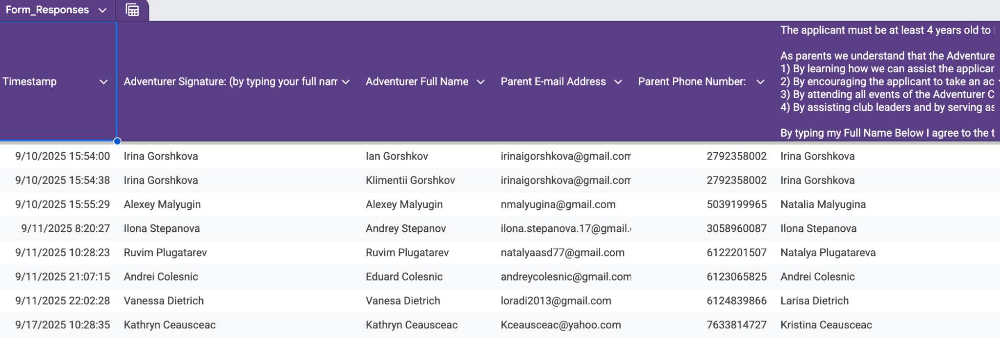 Form_Responses
The applicant must be at least 4 years old to
As parents we understand that the Adventure
1) By learning how we can assist the applicar
2) By encouraging the applicant to take an ac
3) By attending all events of the Adventurer C
4) By assisting club leaders and by serving as
By typing my Full Name Below I agree to the t
Timestamp Adventurer Signature: (by typing your full nam Adventurer Full Name Parent E-mail Address Parent Phone Number:
9/10/2025 15:54:00 Irina Gorshkova Ian Gorshkov irinaigorshkova@gmail.com 2792358002 Irina Gorshkova
9/10/2025 15:54:38 Irina Gorshkova Klimentii Gorshkov irinaigorshkova@gmail.com 2792358002 Irina Gorshkova
9/10/2025 15:55:29 Alexey Malyugin Alexey Malyugin nmalyugina@gmail.com 5039199965 Natalia Malyugina
9/11/2025 8:20:27 Ilona Stepanova Andrey Stepanov ilona.stepanova.17@gmail. 3058960087 Ilona Stepanova
9/11/2025 10:28:23 Ruvim Plugatarev Ruvim Plugatarev natalyaasd77@gmail.com 6122201507 Natalya Plugatareva
9/11/2025 21:07:15 Andrei Colesnic Eduard Colesnic andreycolesnic@gmail.com 6123065825 Andrei Colesnic
9/11/2025 22:02:28 Vanessa Dietrich Vanesa Dietrich loradi2013@gmail.com 6124839866 Larisa Dietrich
9/17/2025 10:28:35 Kathryn Ceausceac Kathryn Ceausceac Kceausceac@yahoo.com 7633814727 Kristina Ceausceac